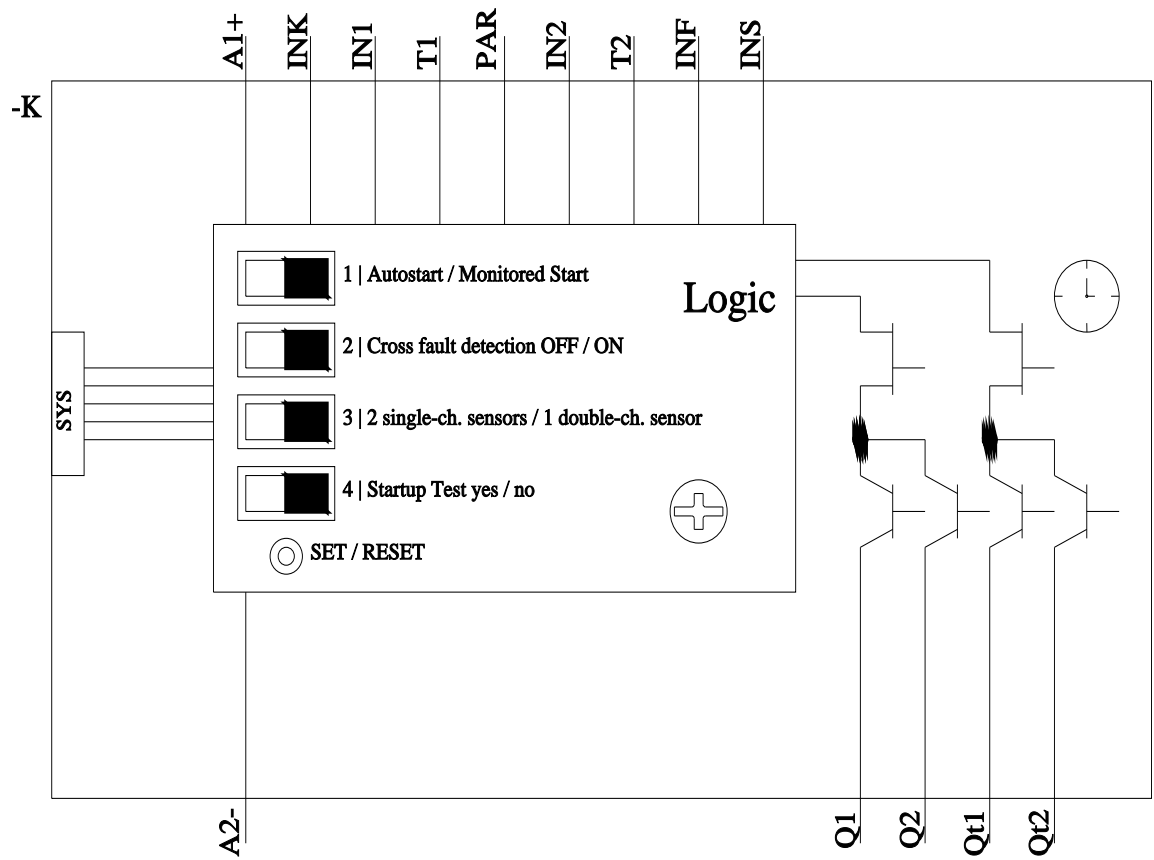 A1+
INK
IN1
T1
PAR
IN2
T2
INF
INS
-K
1 | Autostart / Monitored Start
Logic
2 | Cross fault detection OFF / ON
SYS
3 | 2 single-ch. sensors / 1 double-ch. sensor
4 | Startup Test yes / no
SET / RESET
A2-
Q1
Q2
Qt1
Qt2